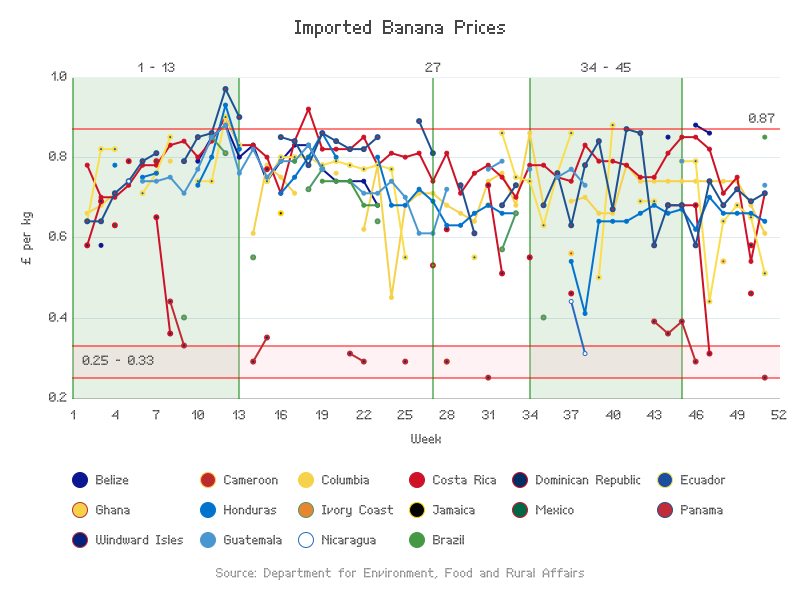 Imported Banana Prices
1 - 13 27 34 - 45
1.0
0.87
0.8
£ per kg
0.6
0.4
0.25 - 0.33
0.2
1 4 7 10 13 16 19 22 25 28 31 34 37 40 43 46 49 52
Week
Belize Cameroon Columbia Costa Rica Dominican Republic Ecuador
Ghana Honduras Ivory Coast Jamaica Mexico Panama
Windward Isles Guatemala Nicaragua Brazil
Source: Department for Environment, Food and Rural Affairs